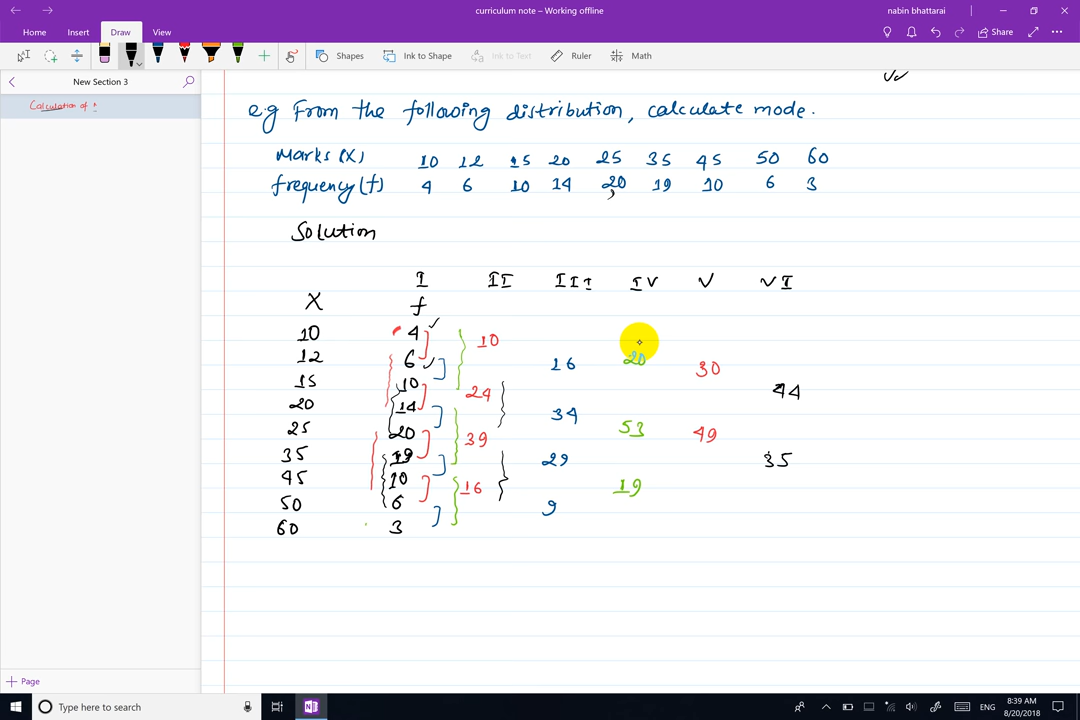 curriculum note – Working offline
nabin bhattarai
Home Insert Draw View
Share
Shapes Ink to Shape Ink to Text Ruler Math
New Section 3
Calculation of
e.g From the following distribution, calculate mode.
Marks (X) 10 12 15 20 25 35 45 50 60
frequency (f) 4 6 10 14 20 19 10 6 3
Solution
I II III IV V VI
X f
10 4 10
12 6 16 20 30
15 10 24 44
20 14 34
25 20 39 53 49
35 19 29 35
45 10 16 19
50 6 9
60 3
Page
Type here to search
ENG
8:39 AM
8/20/2018